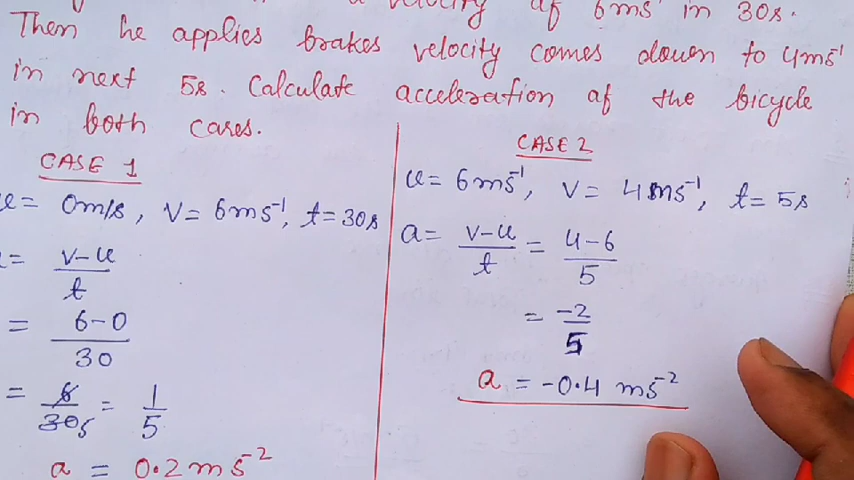 velocity of 6ms⁻¹ in 30s.
Then he applies brakes velocity comes down to 4ms⁻¹
in next 5s. Calculate acceleration of the bicycle
in both cases.
CASE 1
u = 0m/s, v = 6ms⁻¹, t = 30s
= v-u/t
= 6-0/30
= 6/30 5 = 1/5
a = 0.2ms⁻²
CASE 2
u = 6ms⁻¹, v = 4ms⁻¹, t = 5s
a = v-u/t = 4-6/5
= -2/5
a = -0.4 ms⁻²